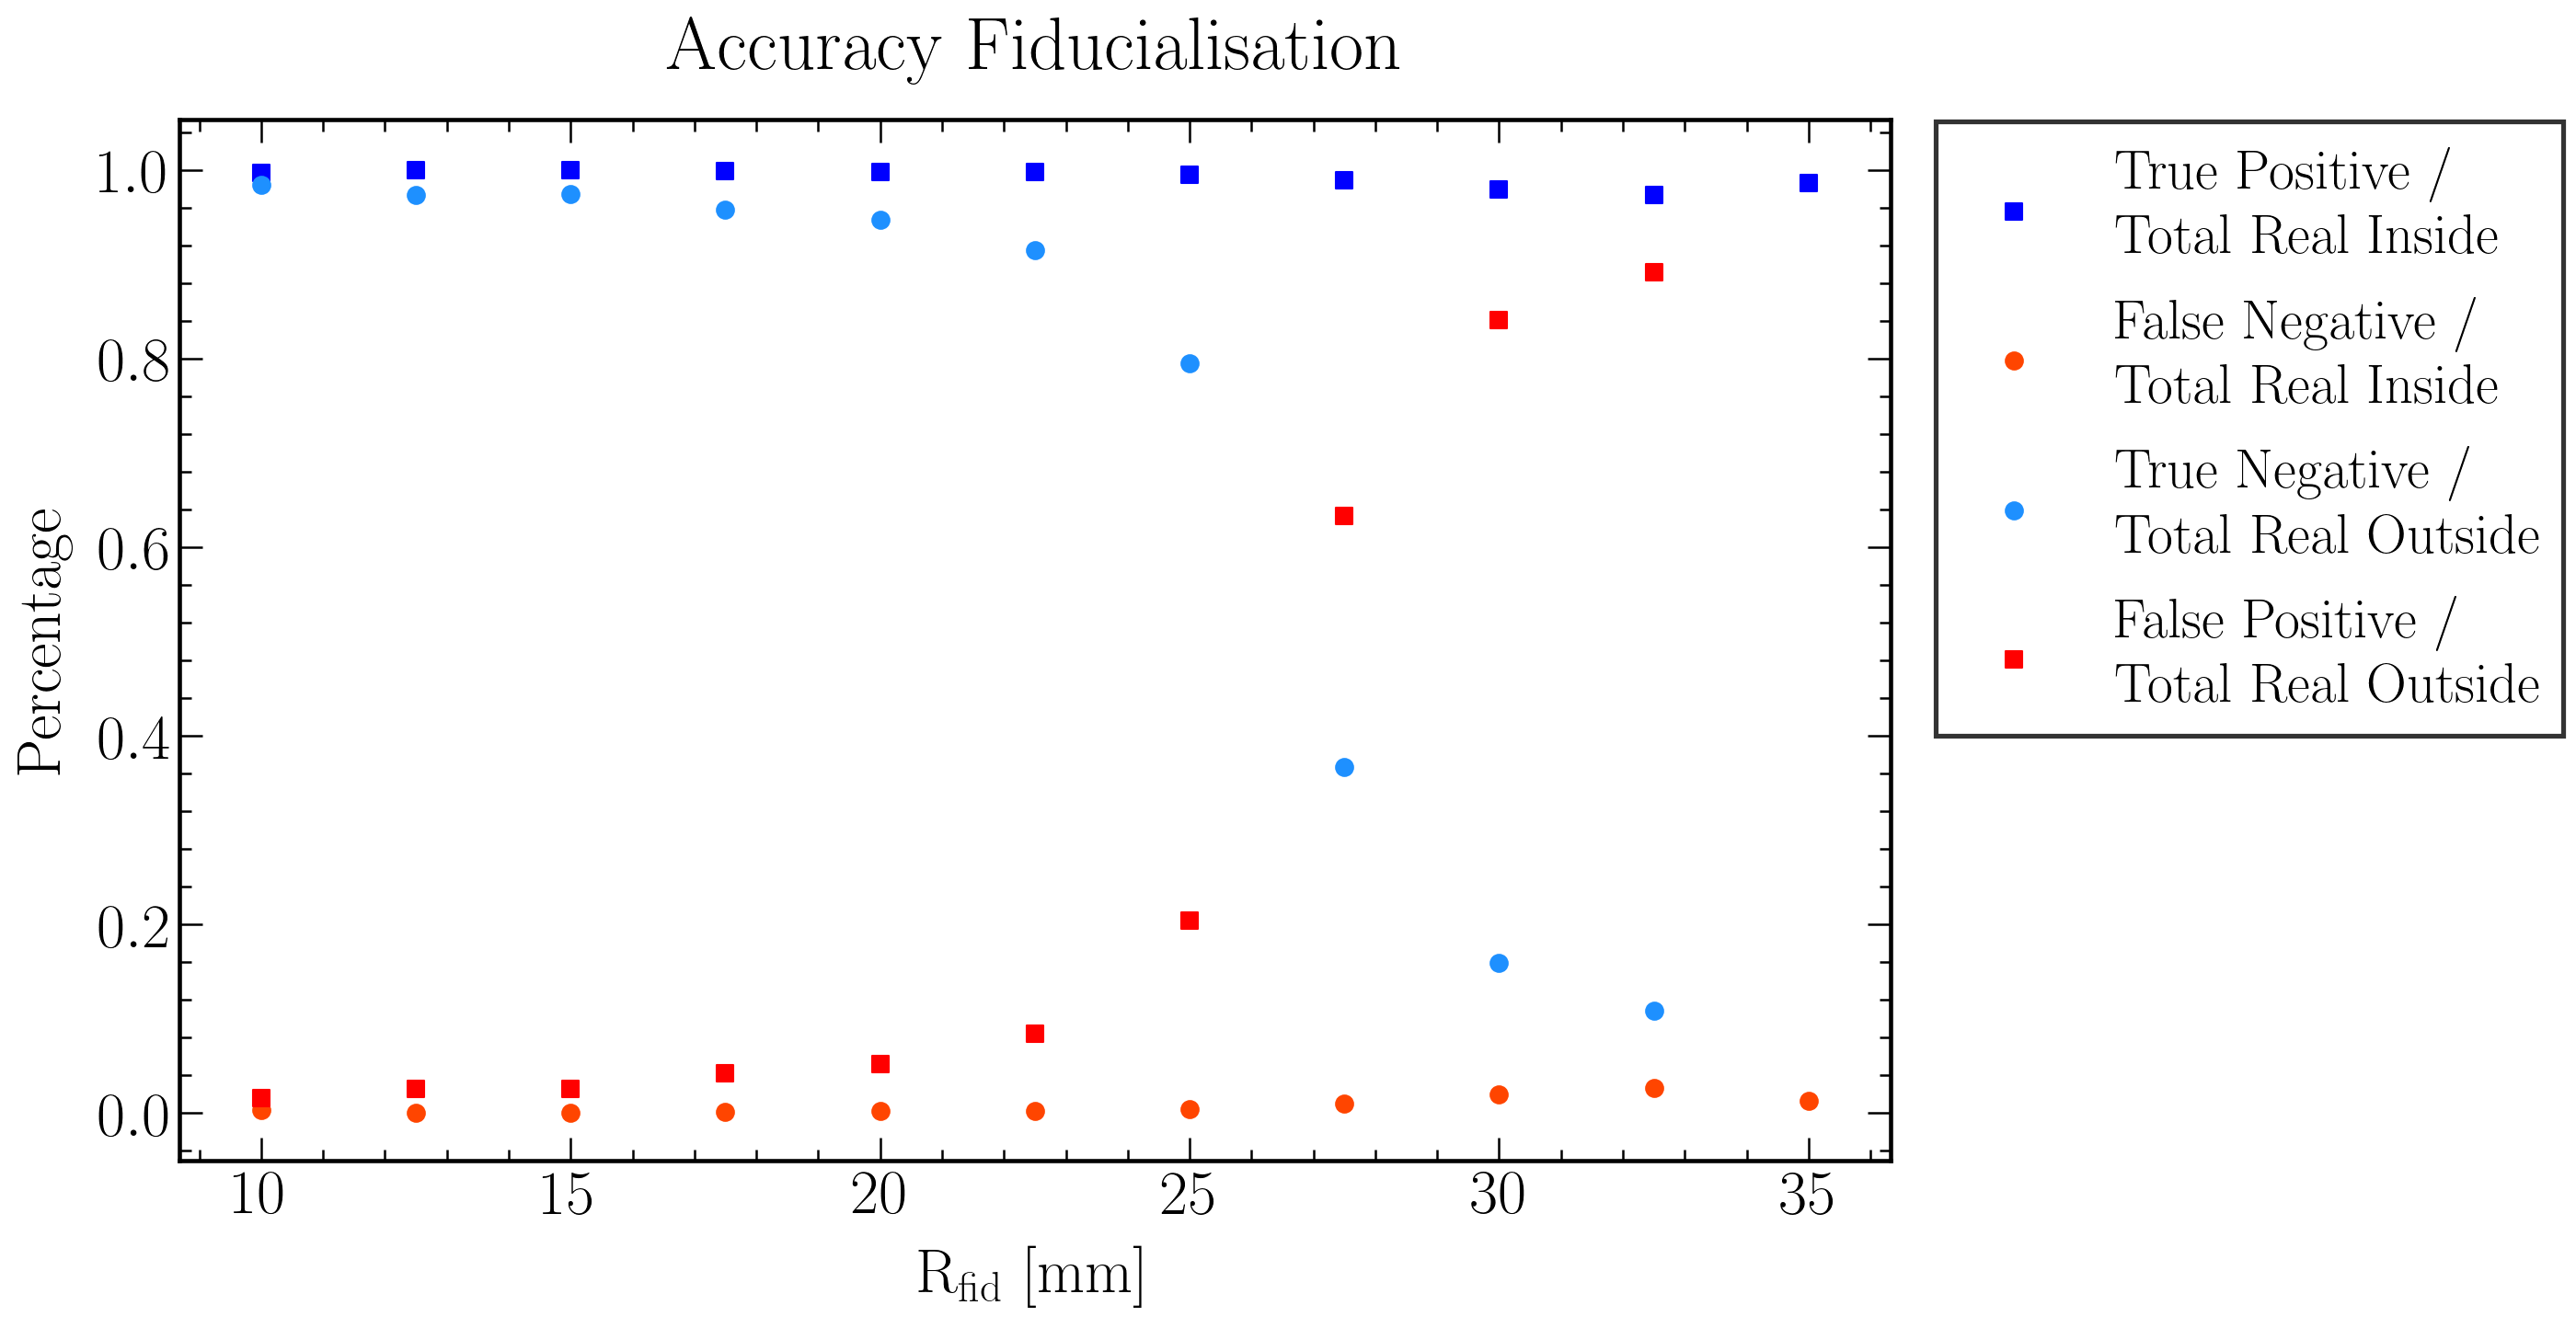 Accuracy Fiducialisation
1.0
0.8
0.6
0.4
0.2
0.0
Percentage
10 15 20 25 30 35
R_fid [mm]
True Positive /
Total Real Inside
False Negative /
Total Real Inside
True Negative /
Total Real Outside
False Positive /
Total Real Outside